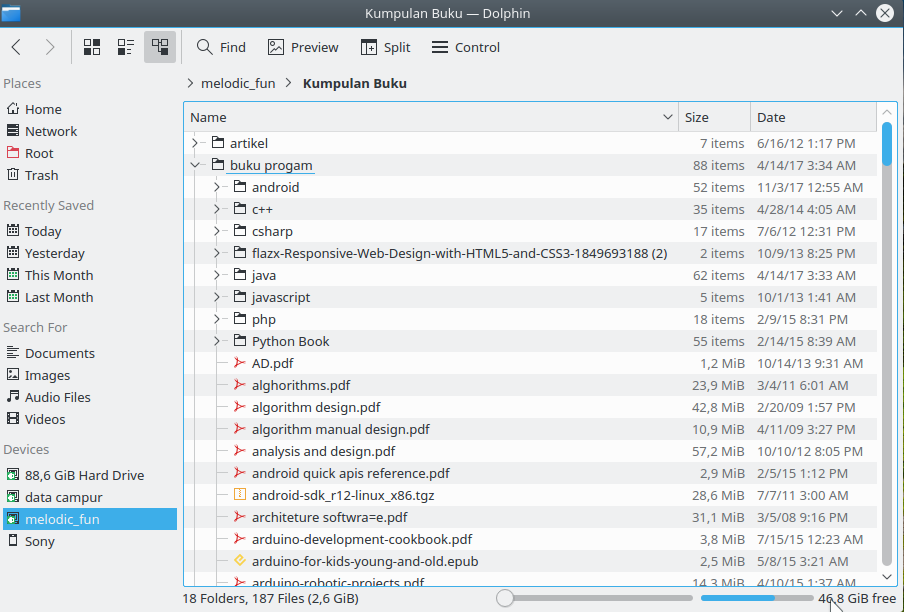 Kumpulan Buku — Dolphin
Find Preview Split Control
melodic_fun Kumpulan Buku
Places
Home
Network
Root
Trash
Recently Saved
Today
Yesterday
This Month
Last Month
Search For
Documents
Images
Audio Files
Videos
Devices
88,6 GiB Hard Drive
data campur
melodic_fun
Sony
Name Size Date
artikel 7 items 6/16/12 1:17 PM
buku progam 88 items 4/14/17 3:34 AM
android 52 items 11/3/17 12:55 AM
c++ 35 items 4/28/14 4:05 AM
csharp 17 items 7/6/12 12:31 PM
flazx-Responsive-Web-Design-with-HTML5-and-CSS3-1849693188 (2) 2 items 10/9/13 8:25 PM
java 62 items 4/14/17 3:33 AM
javascript 5 items 10/1/13 1:41 AM
php 18 items 2/9/15 8:31 PM
Python Book 55 items 2/14/15 8:39 AM
AD.pdf 1,2 MiB 10/14/13 9:31 AM
alghorithms.pdf 23,9 MiB 3/4/11 6:01 AM
algorithm design.pdf 42,8 MiB 2/20/09 1:57 PM
algorithm manual design.pdf 10,9 MiB 4/11/09 3:27 PM
analysis and design.pdf 57,2 MiB 10/10/12 8:05 PM
android quick apis reference.pdf 2,9 MiB 2/5/15 1:12 PM
android-sdk_r12-linux_x86.tgz 28,6 MiB 7/7/11 3:00 AM
architeture softwra=e.pdf 31,1 MiB 3/5/08 9:16 PM
arduino-development-cookbook.pdf 3,8 MiB 7/15/15 12:23 AM
arduino-for-kids-young-and-old.epub 2,5 MiB 5/8/15 3:21 AM
arduino-robotic-projects.pdf 14,3 MiB 4/10/15 1:37 AM
18 Folders, 187 Files (2,6 GiB) 46,8 GiB free